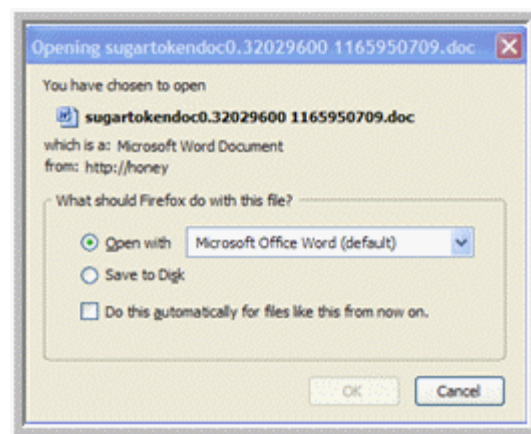 Opening sugartokendoc0.32029600 1165950709.doc
You have chosen to open
sugartokendoc0.32029600 1165950709.doc
which is a: Microsoft Word Document
from: http://honey
What should Firefox do with this file?
Open with Microsoft Office Word (default)
Save to Disk
Do this automatically for files like this from now on.
OK Cancel